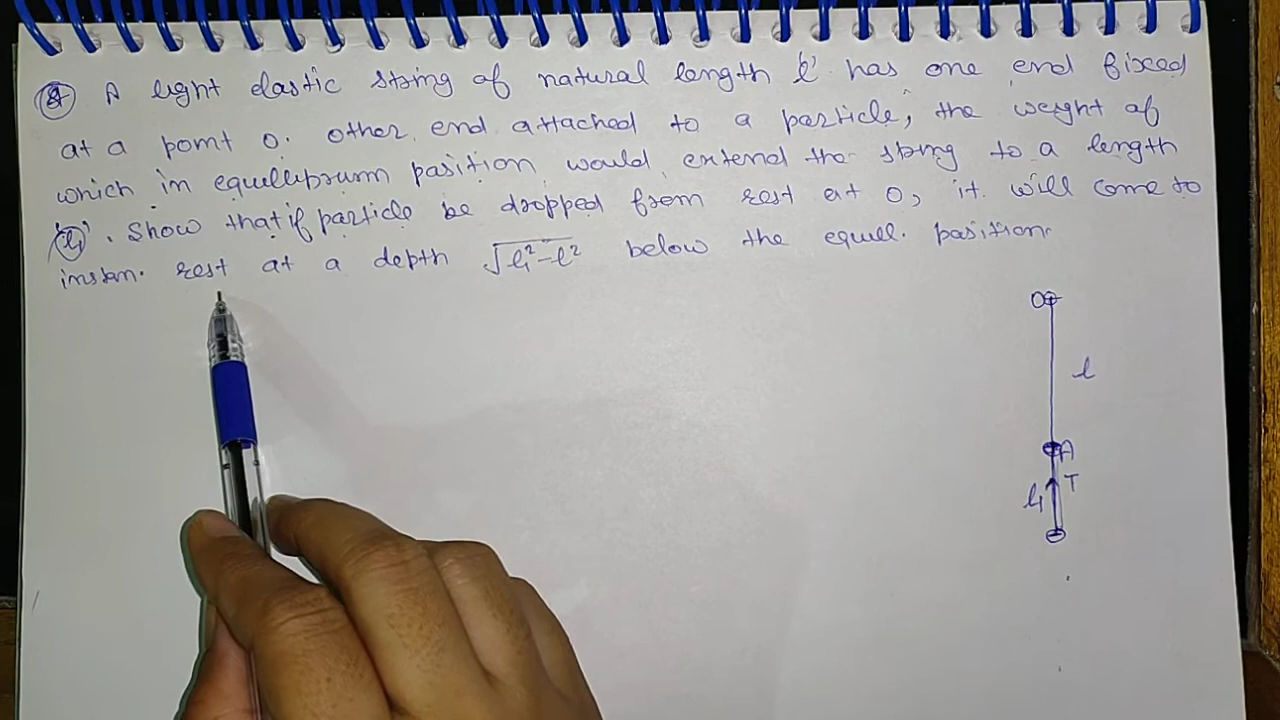 Q A light elastic string of natural length 'l' has one end fixed
at a point O. Other end attached to a particle, the weight of
which in equilliprium position would extend the string to a length
'l₁'. Show that if particle be dropped from rest at O, it will come to
instan. rest at a depth √l₁²-l² below the equill. position.
O
l
A
T
l₁